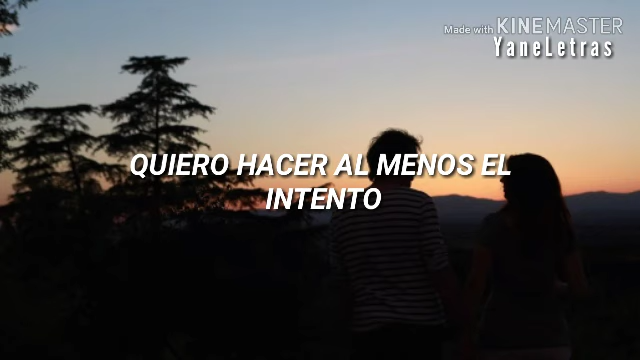 Made with KINEMASTER
YaneLetras
QUIERO HACER AL MENOS EL
INTENTO